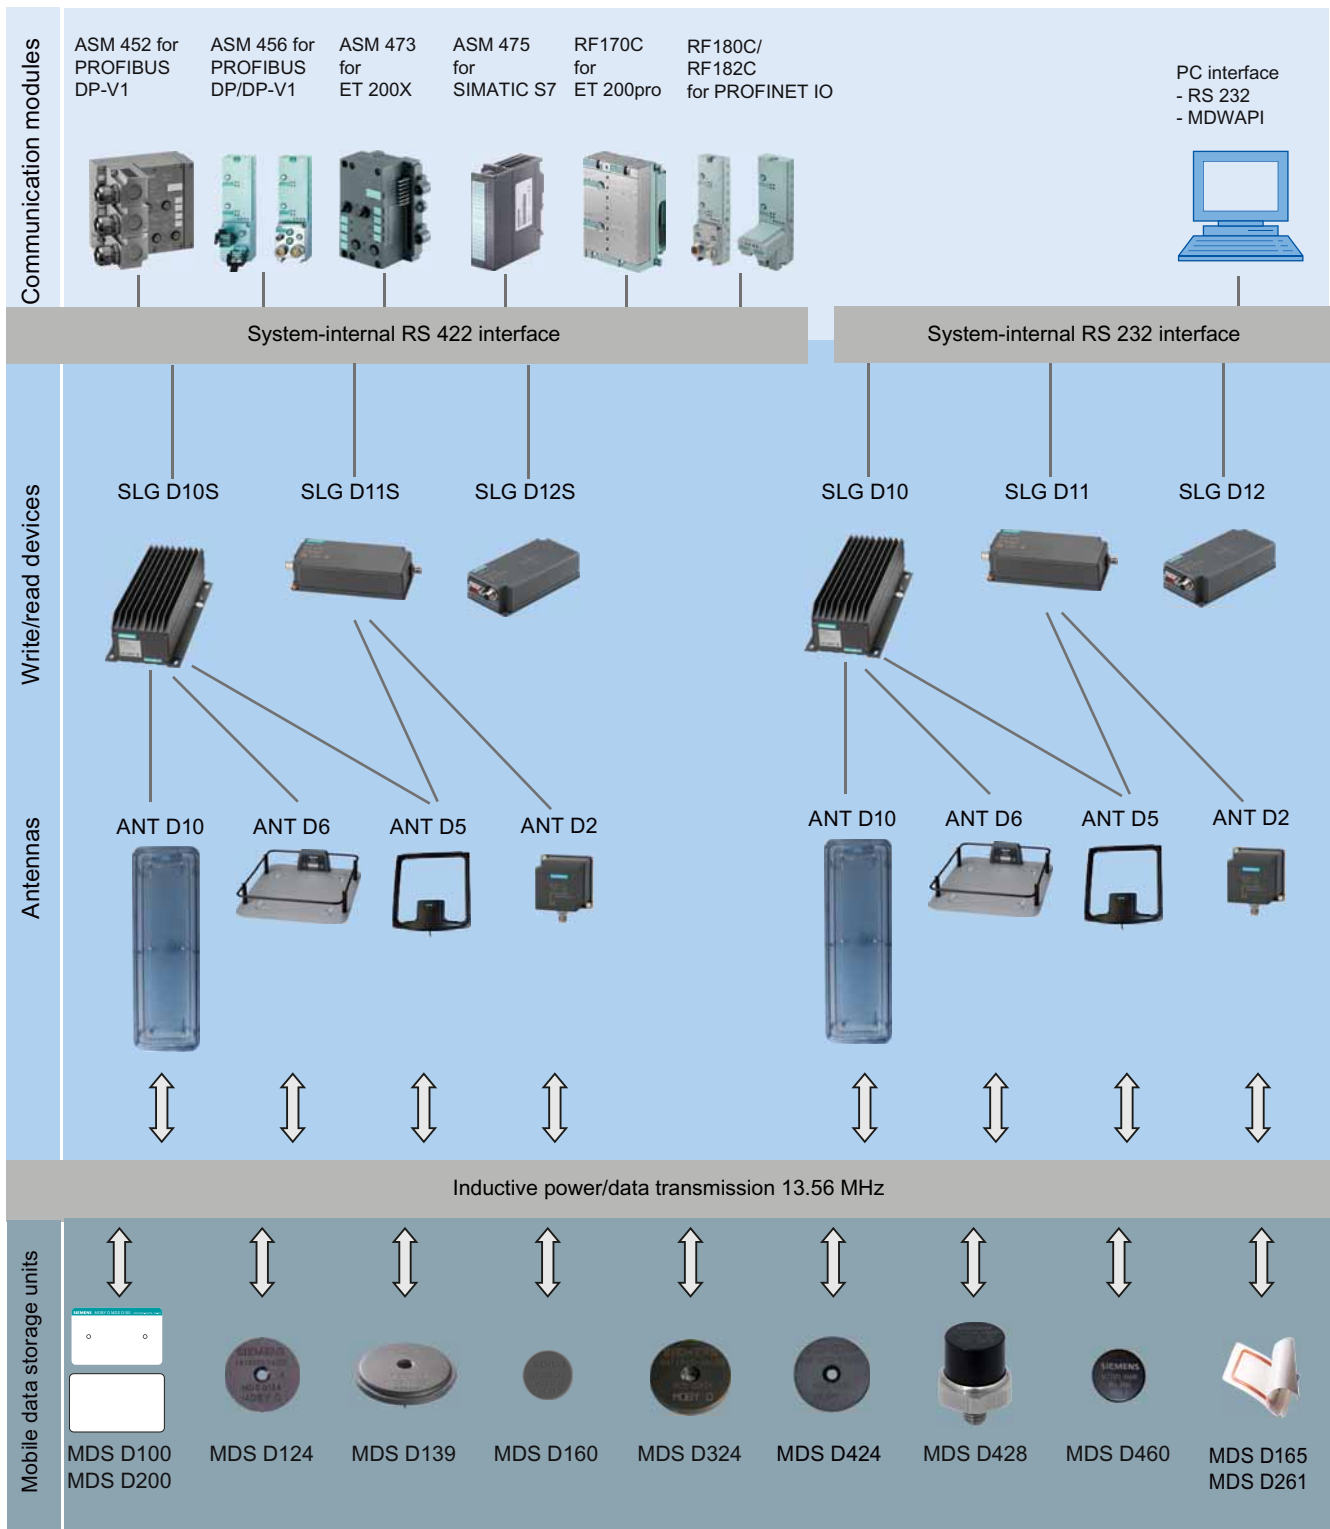 Communication modules
ASM 452 for
PROFIBUS
DP-V1
ASM 456 for
PROFIBUS
DP/DP-V1
ASM 473
for
ET 200X
ASM 475
for
SIMATIC S7
RF170C
for
ET 200pro
RF180C/
RF182C
for PROFINET IO
PC interface
- RS 232
- MDWAPI
System-internal RS 422 interface
System-internal RS 232 interface
Write/read devices
SLG D10S
SLG D11S
SLG D12S
SLG D10
SLG D11
SLG D12
Antennas
ANT D10
ANT D6
ANT D5
ANT D2
ANT D10
ANT D6
ANT D5
ANT D2
Inductive power/data transmission 13.56 MHz
Mobile data storage units
SIEMENS
SIEMENS
MOBY D
SIEMENS
MOBY D
SIEMENS
MDS D100
MDS D200
MDS D124
MDS D139
MDS D160
MDS D324
MDS D424
MDS D428
MDS D460
MDS D165
MDS D261